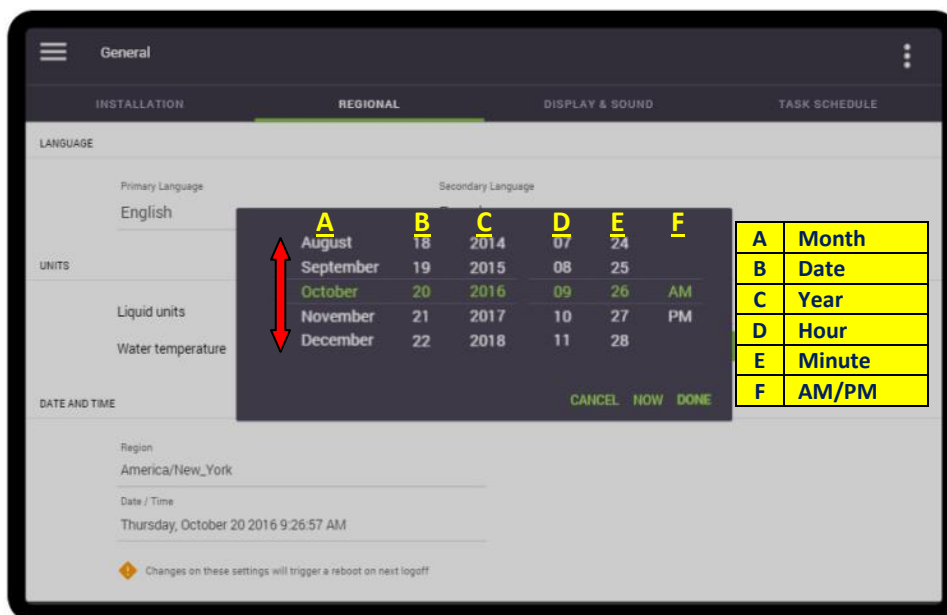 General
INSTALLATION REGIONAL DISPLAY & SOUND TASK SCHEDULE
LANGUAGE
Primary Language Secondary Language
English
A B C D E F
August 18 2014 07 24
September 19 2015 08 25
October 20 2016 09 26 AM
November 21 2017 10 27 PM
December 22 2018 11 28
CANCEL NOW DONE
A Month
B Date
C Year
D Hour
E Minute
F AM/PM
UNITS
Liquid units
Water temperature
DATE AND TIME
Region
America/New_York
Date / Time
Thursday, October 20 2016 9:26:57 AM
Changes on these settings will trigger a reboot on next logoff